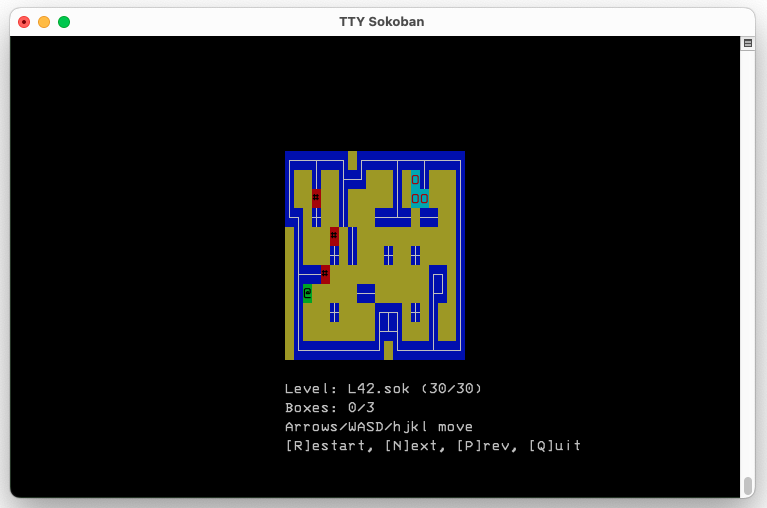 TTY Sokoban
Level: L42.sok (30/30)
Boxes: 0/3
Arrows/WASD/hjkl move
[R]estart, [N]ext, [P]rev, [Q]uit